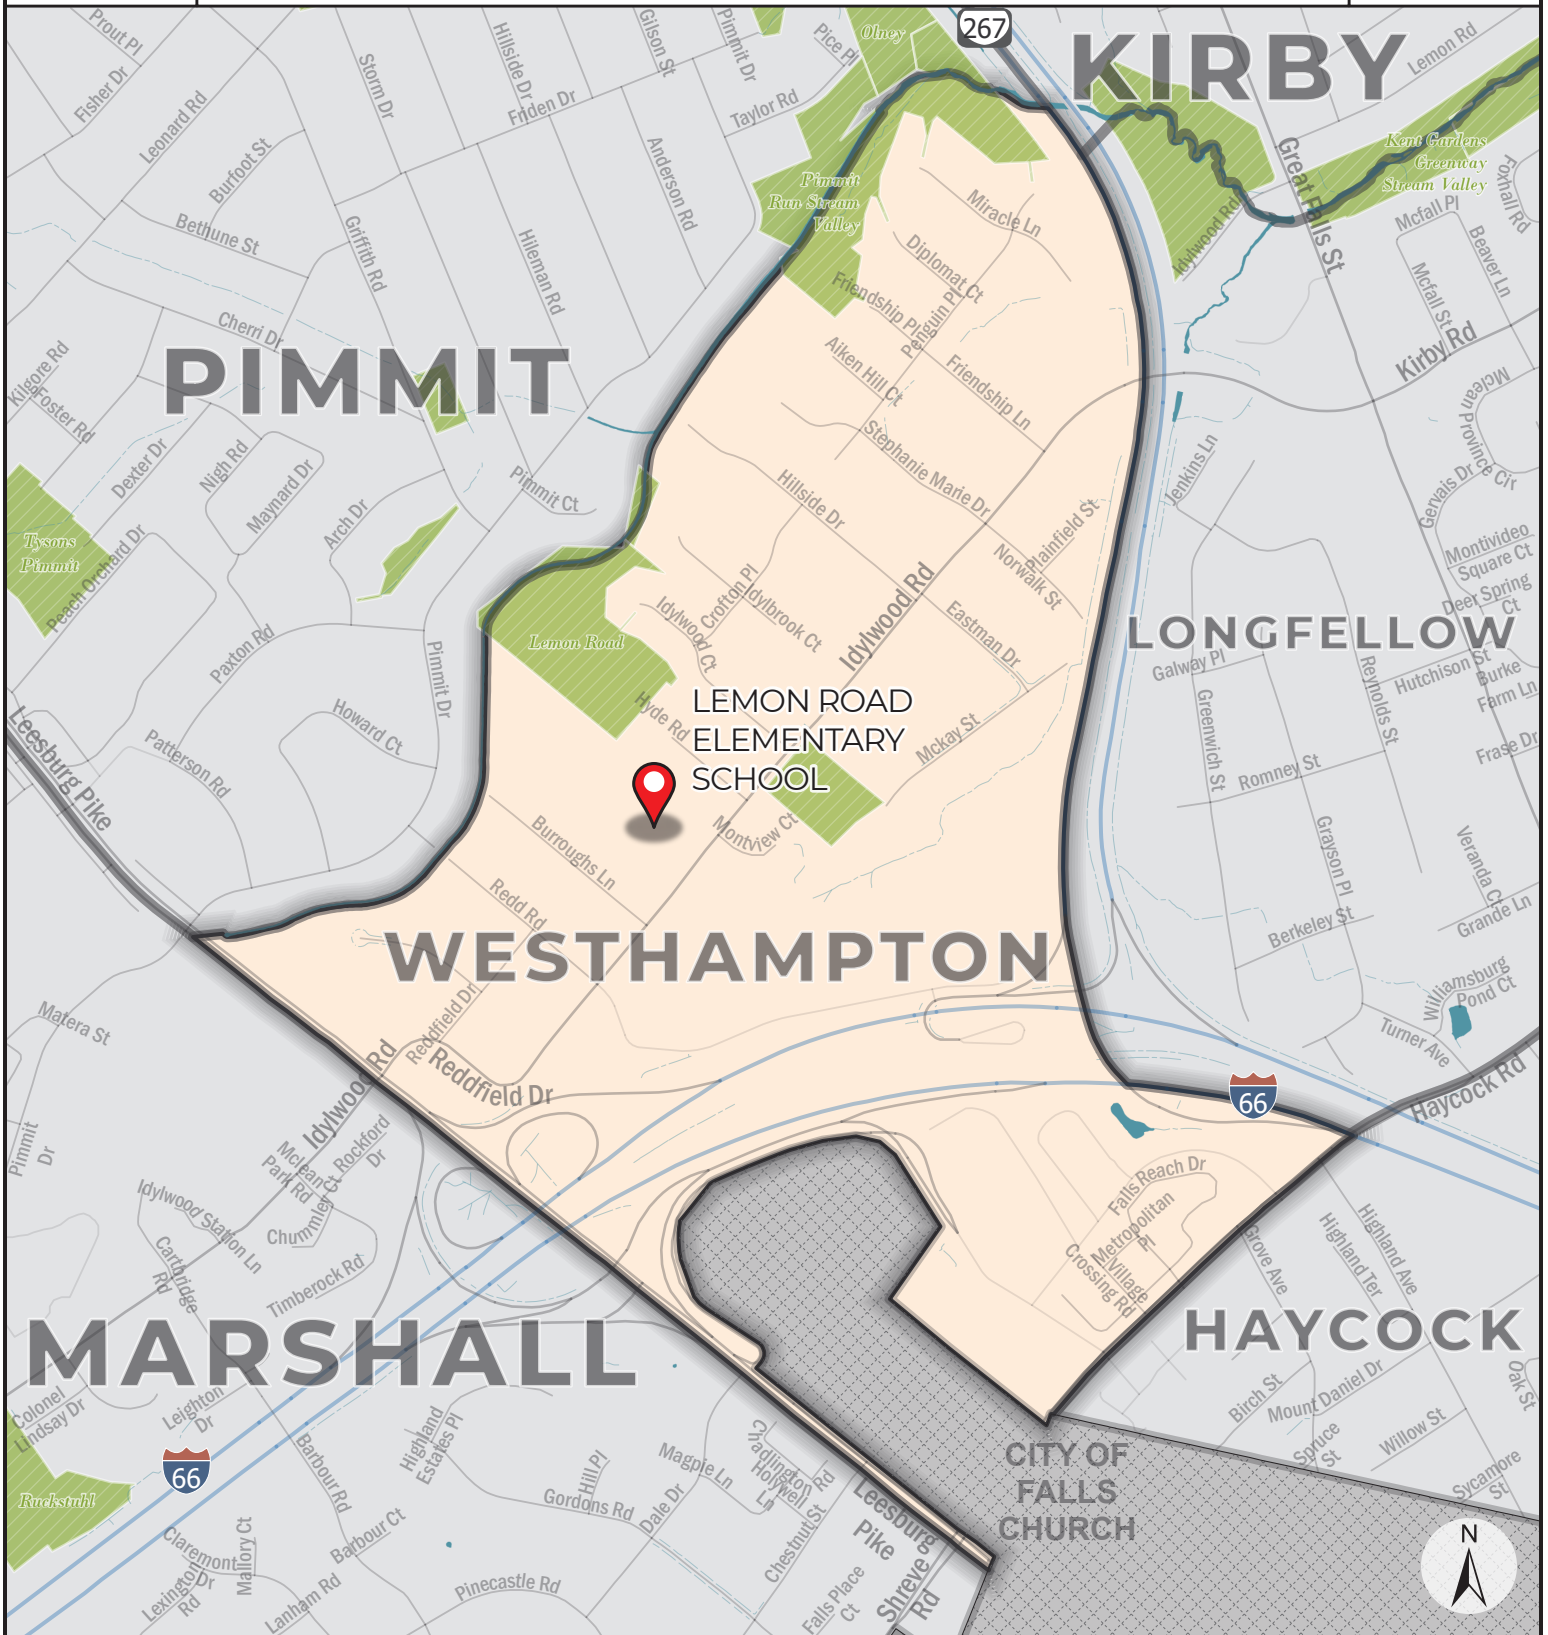 Prout Pl
Fisher Dr
Leonard Rd
Storm Dr
Hillside Dr
Friden Dr
Gilson St
Pimmit Dr
Pice Pl
Olney
267
KIRBY
Lemon Rd
Taylor Rd
Anderson Rd
Burfoot St
Bethune St
Griffith Rd
Hileman Rd
Pimmit
Run Stream
Valley
Miracle Ln
Great Falls St
Kent Gardens
Greenway
Stream Valley
Foxhall Rd
Mcfall Pl
Beaver Ln
Mcfall St
Idylwood Rd
Kirby Rd
Diplomat Ct
Friendship Pl
Penguin Pl
Aiken Hill Ct
Friendship Ln
Cherri Dr
PIMMIT
Kilgore Rd
Foster Rd
Dexter Dr
Nigh Rd
Maynard Dr
Arch Dr
Pimmit Ct
Stephanie Marie Dr
Hillside Dr
Jenkins Ln
Mclean Province Cir
Gervais Dr
Montivideo
Square Ct
Deer Spring
Ct
Plainfield St
Norwalk St
Tysons
Pimmit
Peach Orchard Dr
Paxton Rd
Pimmit Dr
Lemon Road
Crofton Pl
Idylwood Ct
Idylbrook Ct
Idylwood Rd
Eastman Dr
LONGFELLOW
Galway Pl
Greenwich St
Reynolds St
Hutchison St
Burke
Farm Ln
Frase Dr
Howard Ct
Patterson Rd
Leesburg Pike
Hyde Rd
LEMON ROAD
ELEMENTARY
SCHOOL
Mckay St
Romney St
Montview Ct
Burroughs Ln
Redd Rd
Grayson Pl
Veranda Ct
Grande Ln
Berkeley St
WESTHAMPTON
Williamsburg
Pond Ct
Turner Ave
Matera St
Reddfield Dr
Reddfield Dr
Idylwood Rd
Haycock Rd
66
Pimmit
Dr
Mclean
Park Rd
Rockford
Dr
Chummley Ct
Idylwood Station Ln
Cartbridge
Rd
Timberock Rd
Falls Reach Dr
Metropolitan
Pl
Village
Crossing Rd
Grove Ave
Highland Ter
Highland Ave
MARSHALL
HAYCOCK
Colonel
Lindsay Dr
Leighton
Dr
66
Barbour Rd
Highland
Estates Pl
Hill Pl
Gordons Rd
Magpie Ln
Dale Dr
Chadlington
Rd
Hollowell
Ln
Chestnut St
Leesburg
Pike
Shreve
Rd
CITY OF
FALLS
CHURCH
Birch St
Mount Daniel Dr
Oak St
Spruce
St
Willow St
Sycamore
St
Ruckstuhl
Claremont
Dr
Lexington
Rd
Mallory Ct
Barbour Ct
Lanham Rd
Pinecastle Rd
Falls Place
Ct
N